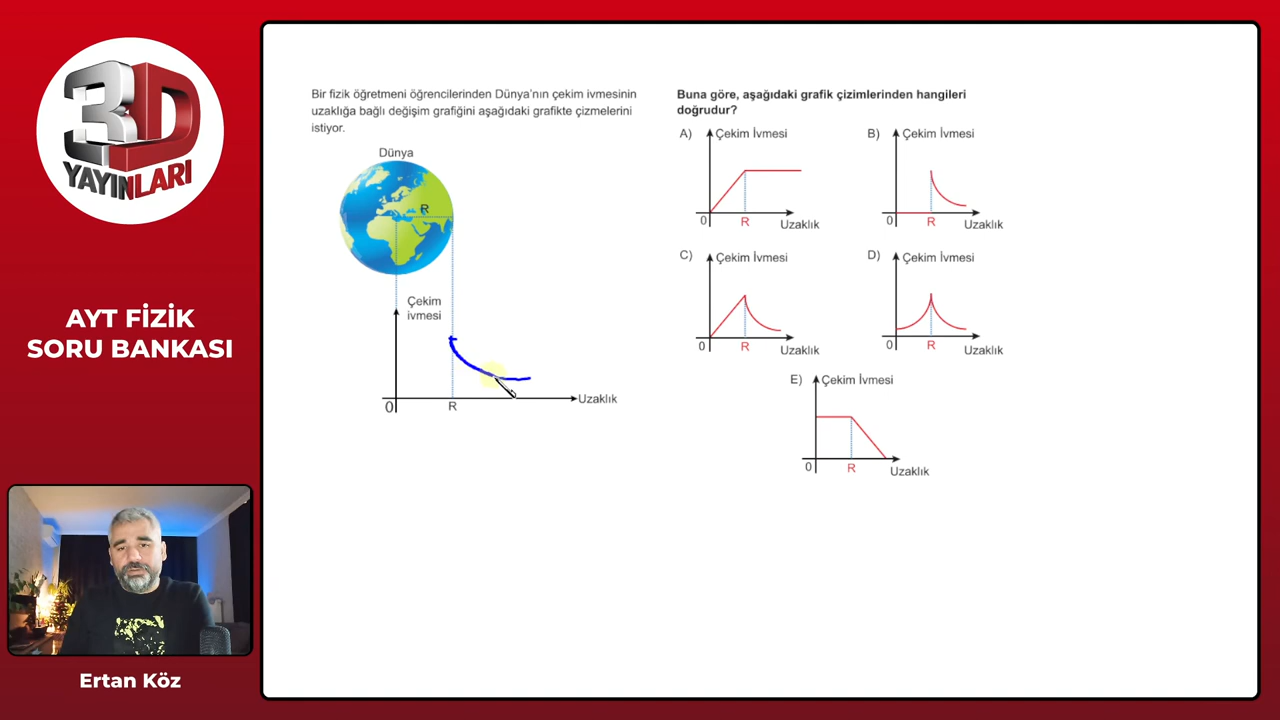 3D
YAYINLARI
AYT FİZİK
SORU BANKASI
Ertan Köz
Bir fizik öğretmeni öğrencilerinden Dünya'nın çekim ivmesinin
uzaklığa bağlı değişim grafiğini aşağıdaki grafikte çizmelerini
istiyor.
Dünya
R
Çekim
ivmesi
0
R
Uzaklık
Buna göre, aşağıdaki grafik çizimlerinden hangileri
doğrudur?
A) Çekim İvmesi
0
R
Uzaklık
B) Çekim İvmesi
0
R
Uzaklık
C) Çekim İvmesi
0
R
Uzaklık
D) Çekim İvmesi
0
R
Uzaklık
E) Çekim İvmesi
0
R
Uzaklık